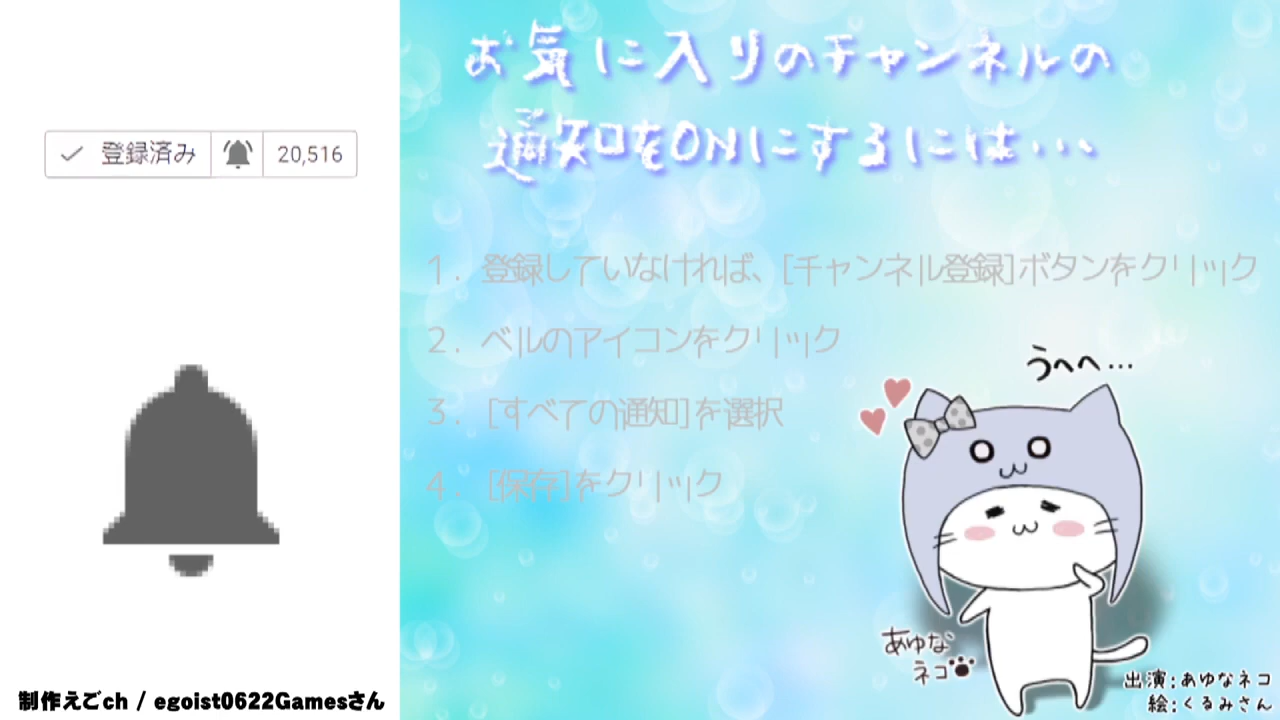 お気に入りのチャンネルの
通知をONにするには・・・
✓ 登録済み 20,516
1. 登録していなければ、[チャンネル登録]ボタンをクリック
2. ベルのアイコンをクリック
3. [すべての通知]を選択
4. [保存]をクリック
うへへ…
あゆな
ネコ
出演:あゆなネコ
絵:くるみさん
制作えごch / egoist0622Gamesさん